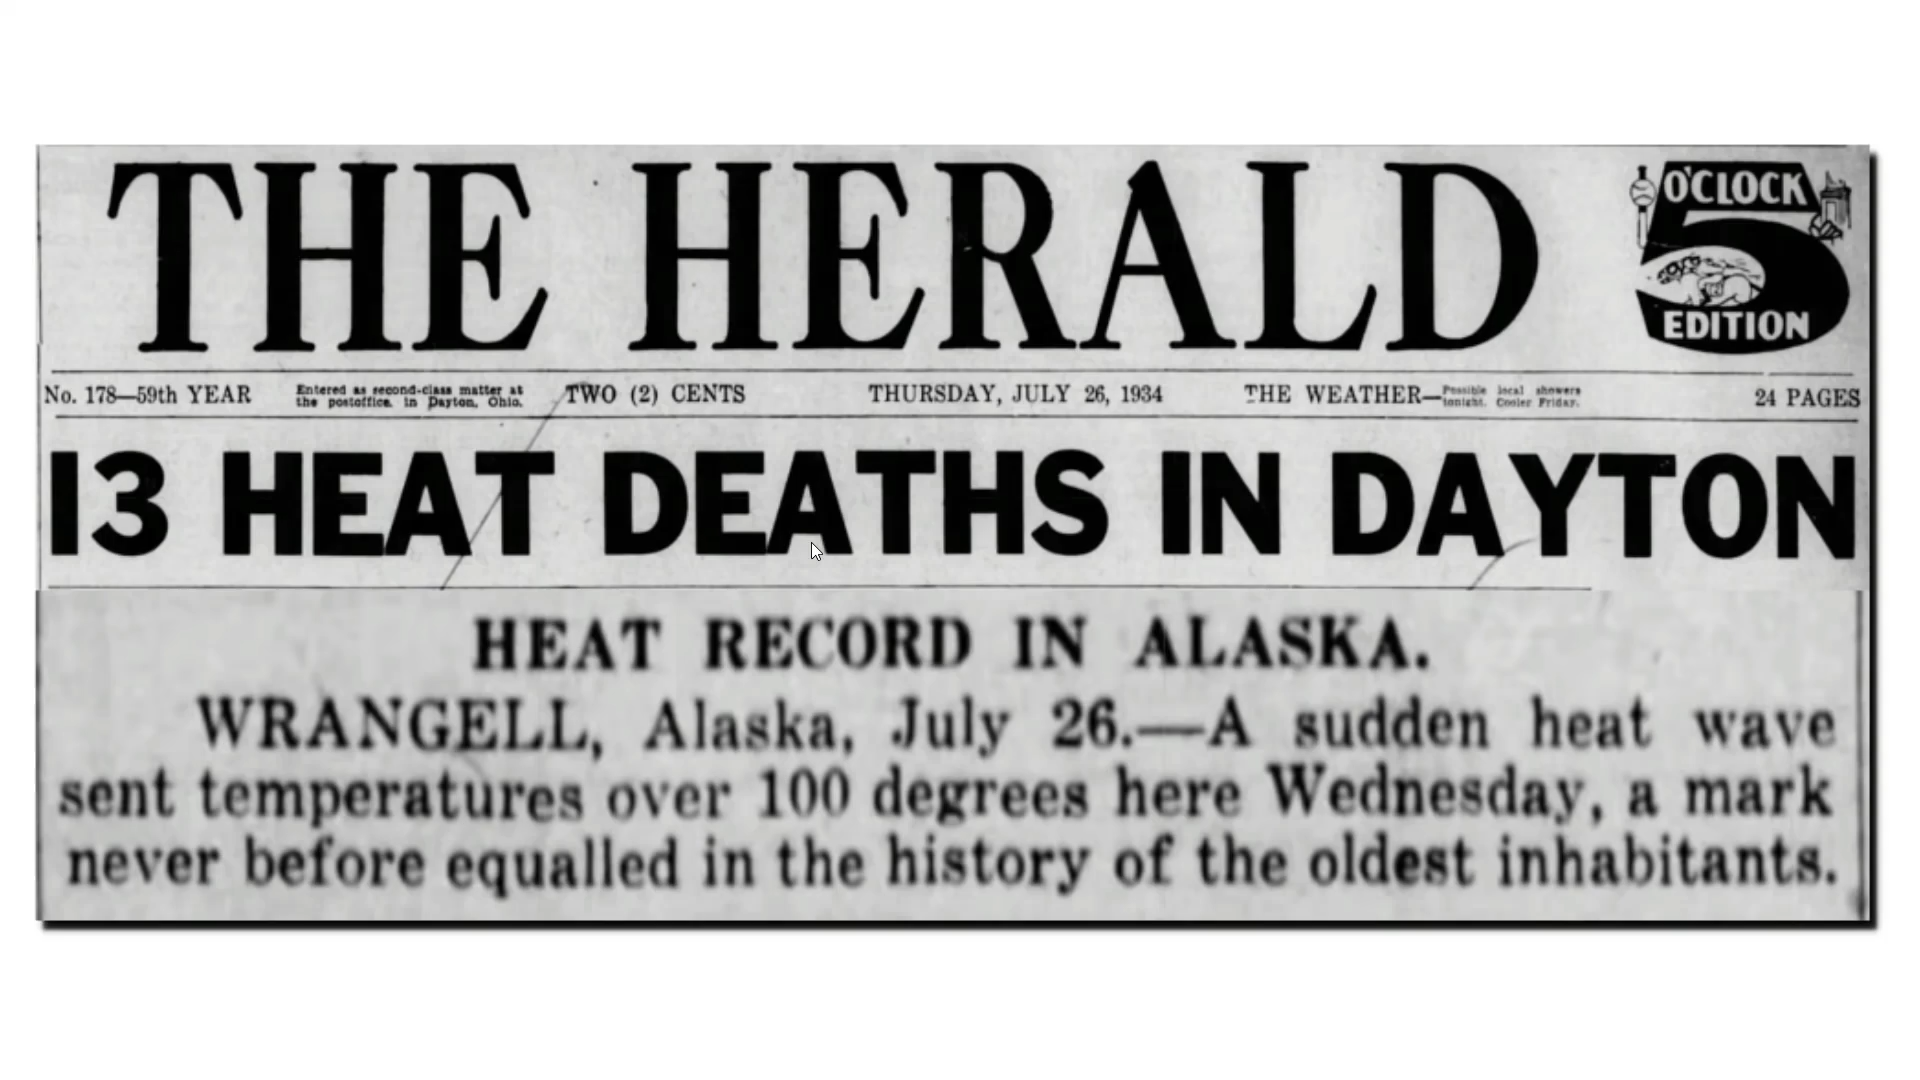 THE HERALD
O'CLOCK
5
EDITION
No. 178—59th YEAR
Entered as second-class matter at
the postoffice, in Dayton, Ohio.
TWO (2) CENTS
THURSDAY, JULY 26, 1934
THE WEATHER—Possible local showers
tonight. Cooler Friday.
24 PAGES
13 HEAT DEATHS IN DAYTON
HEAT RECORD IN ALASKA.
WRANGELL, Alaska, July 26.—A sudden heat wave
sent temperatures over 100 degrees here Wednesday, a mark
never before equalled in the history of the oldest inhabitants.